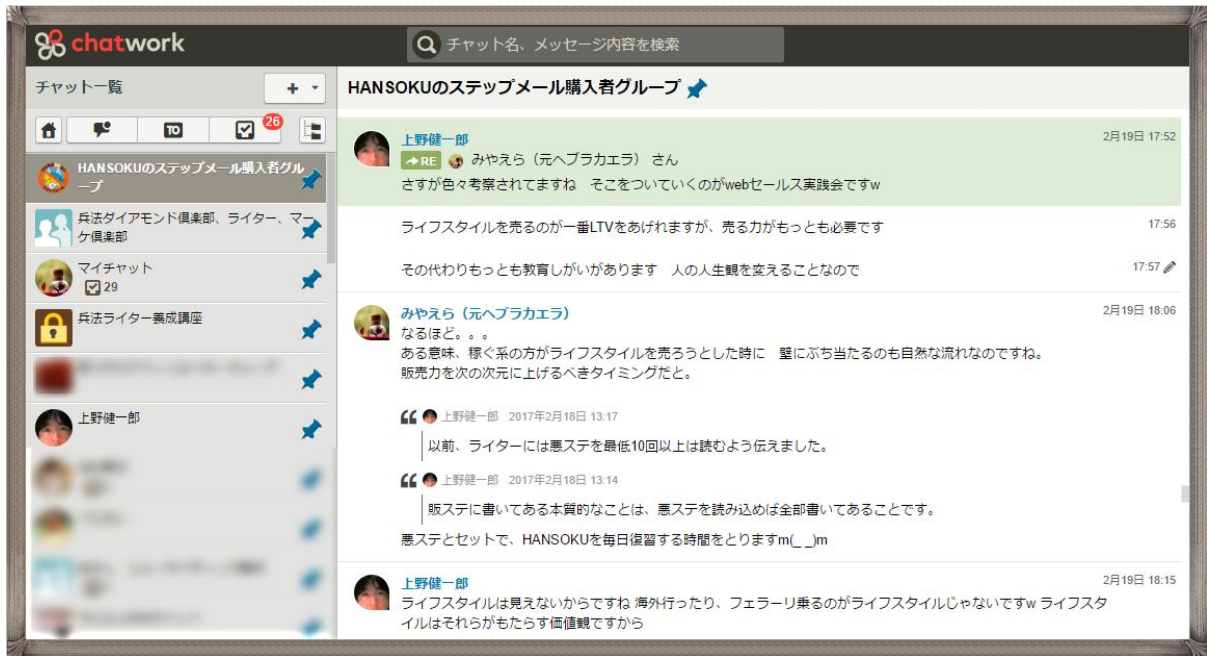 chatwork
チャット名、メッセージ内容を検索
チャット一覧
+
TO
26
HANSOKUのステップメール購入者グループ
HANSOKUのステップメール購入者グル
ープ
兵法ダイアモンド倶楽部、ライター、マー
ケ倶楽部
マイチャット
29
兵法ライター養成講座
上野健一郎
上野健一郎
2月19日 17:52
RE みやえら（元ヘブラカエラ） さん
さすが色々考察されてますね　そこをついていくのがwebセールス実践会ですw
ライフスタイルを売るのが一番LTVをあげれますが、売る力がもっとも必要です
17:56
その代わりもっとも教育しがいがあります　人の人生観を変えることなので
17:57
みやえら（元ヘブラカエラ）
2月19日 18:06
なるほど。。。
ある意味、稼ぐ系の方がライフスタイルを売ろうとした時に　壁にぶち当たるのも自然な流れなのですね。
販売力を次の次元に上げるべきタイミングだと。
上野健一郎 2017年2月18日 13:17
以前、ライターには悪ステを最低10回以上は読むよう伝えました。
上野健一郎 2017年2月18日 13:14
販ステに書いてある本質的なことは、悪ステを読み込めば全部書いてあることです。
悪ステとセットで、HANSOKUを毎日復習する時間をとりますm(_ _)m
上野健一郎
2月19日 18:15
ライフスタイルは見えないからですね 海外行ったり、フェラーリ乗るのがライフスタイルじゃないですw ライフスタ
イルはそれらがもたらす価値観ですから